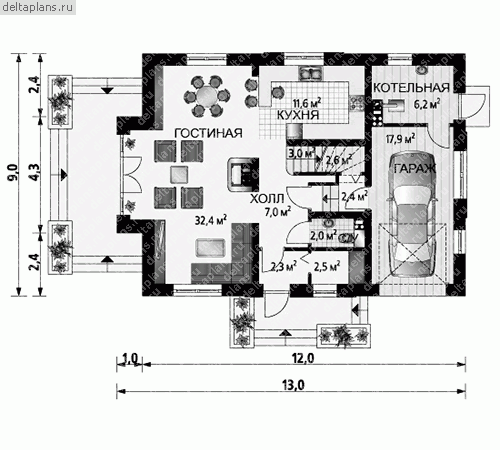 deltaplans.ru
2,4
4,3
2,4
9,0
ГОСТИНАЯ
32,4 м²
11,6 м²
КУХНЯ
КОТЕЛЬНАЯ
6,2 м²
3,0 м²
2,6 м²
17,9 м²
ГАРАЖ
ХОЛЛ
7,0 м²
2,4 м²
2,0 м²
2,3 м²
2,5 м²
1,0
12,0
13,0
deltaplans.ru